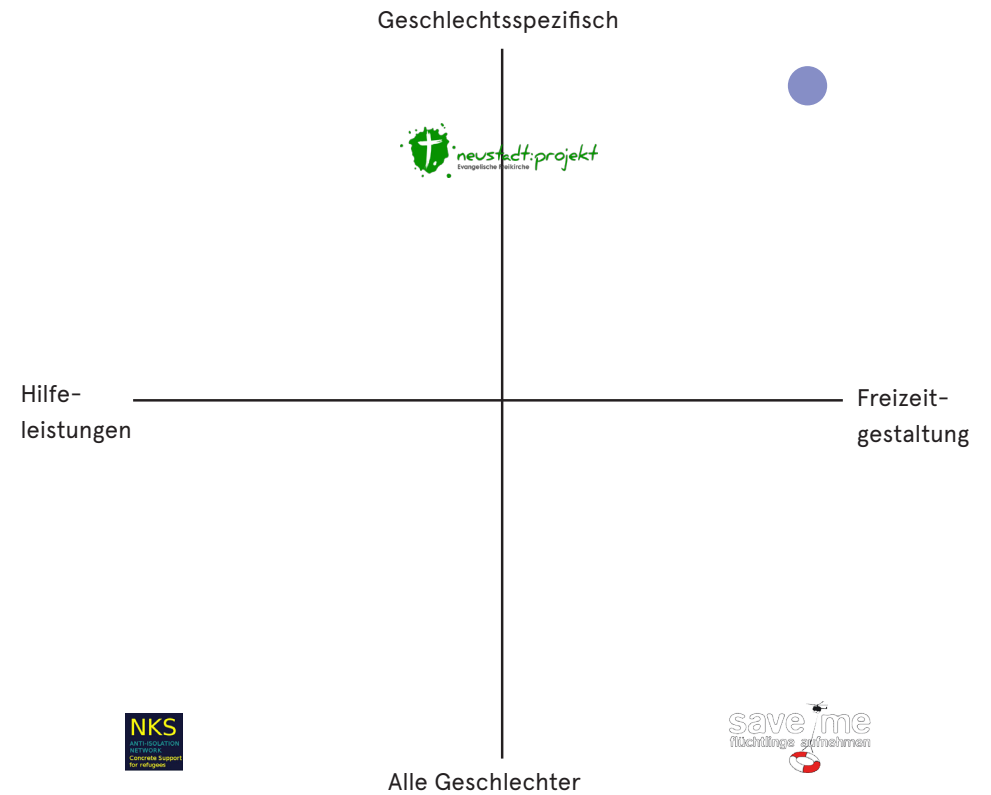 Geschlechtsspezifisch
neustadt:projekt
Evangelische Freikirche
Hilfe-
leistungen
Freizeit-
gestaltung
NKS
ANTI-ISOLATION
NETWORK
Concrete Support
for refugees
save me
flüchtlinge aufnehmen
Alle Geschlechter